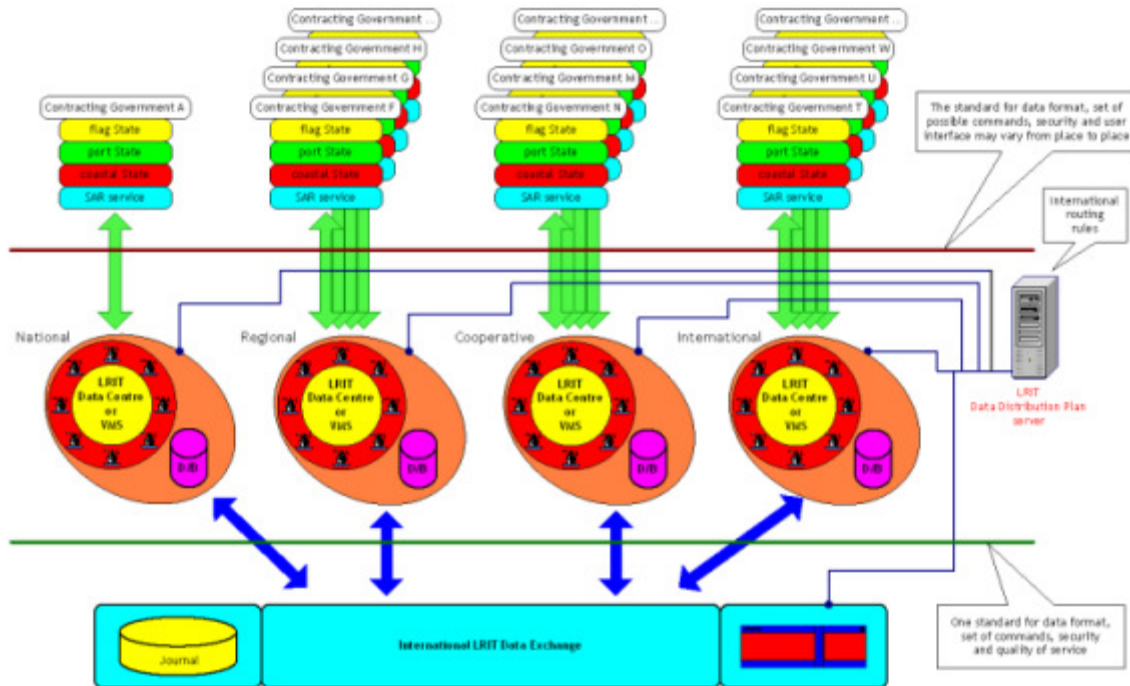 Contracting Government ...
Contracting Government ...
Contracting Government ...
Contracting Government H
Contracting Government O
Contracting Government W
Contracting Government G
Contracting Government M
Contracting Government U
Contracting Government A
Contracting Government F
Contracting Government N
Contracting Government T
flag State
port State
coastal State
SAR service
flag State
port State
coastal State
SAR service
flag State
port State
coastal State
SAR service
flag State
port State
coastal State
SAR service
The standard for data format, set of
possible commands, security and user
interface may vary from place to place
International
routing
rules
National
Regional
Cooperative
International
LRIT
Data Centre
or
VMS
D/B
LRIT
Data Centre
or
VMS
D/B
LRIT
Data Centre
or
VMS
D/B
LRIT
Data Centre
or
VMS
D/B
LRIT
Data Distribution Plan
server
Journal
International LRIT Data Exchange
One standard for data format,
set of commands, security
and quality of service